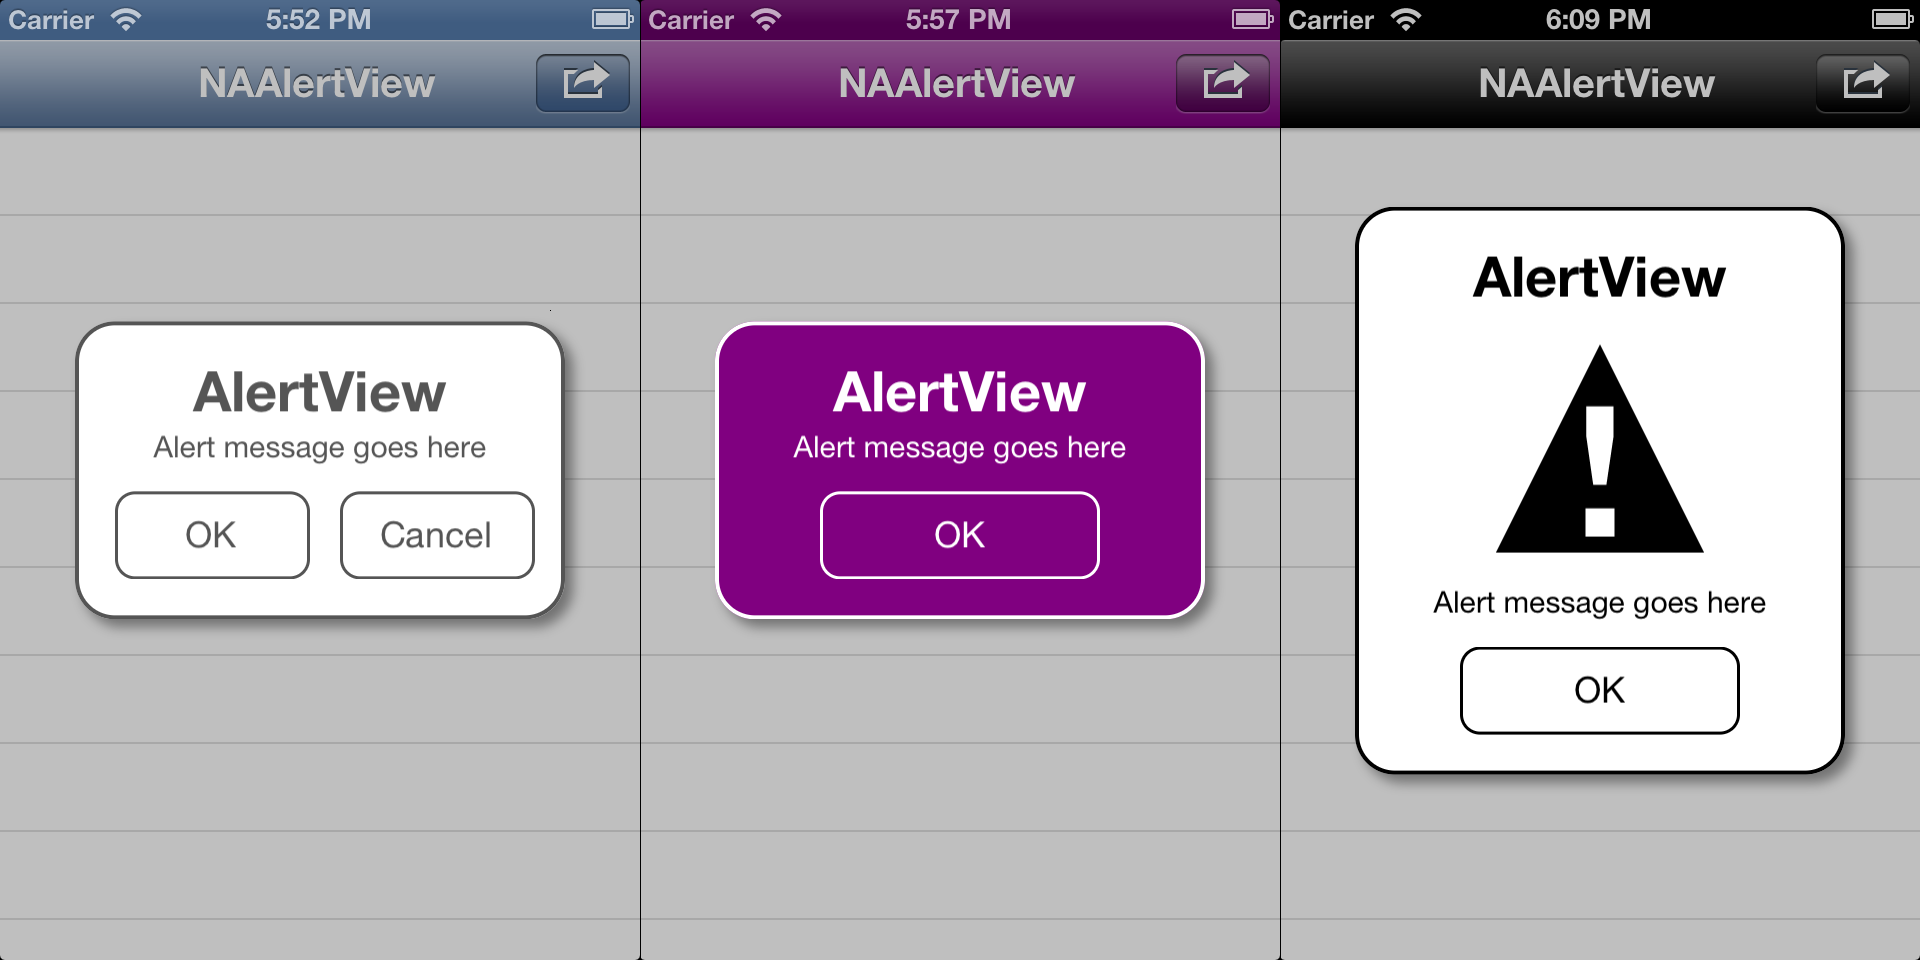 Carrier 5:52 PM
NAAlertView
AlertView
Alert message goes here
OK Cancel
Carrier 5:57 PM
NAAlertView
AlertView
Alert message goes here
OK
Carrier 6:09 PM
NAAlertView
AlertView
!
Alert message goes here
OK